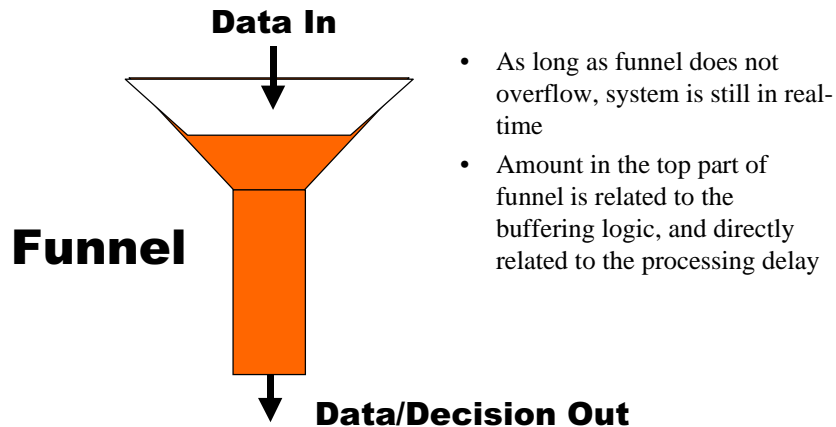 Data In
Funnel
Data/Decision Out
• As long as funnel does not
overflow, system is still in real-
time
• Amount in the top part of
funnel is related to the
buffering logic, and directly
related to the processing delay